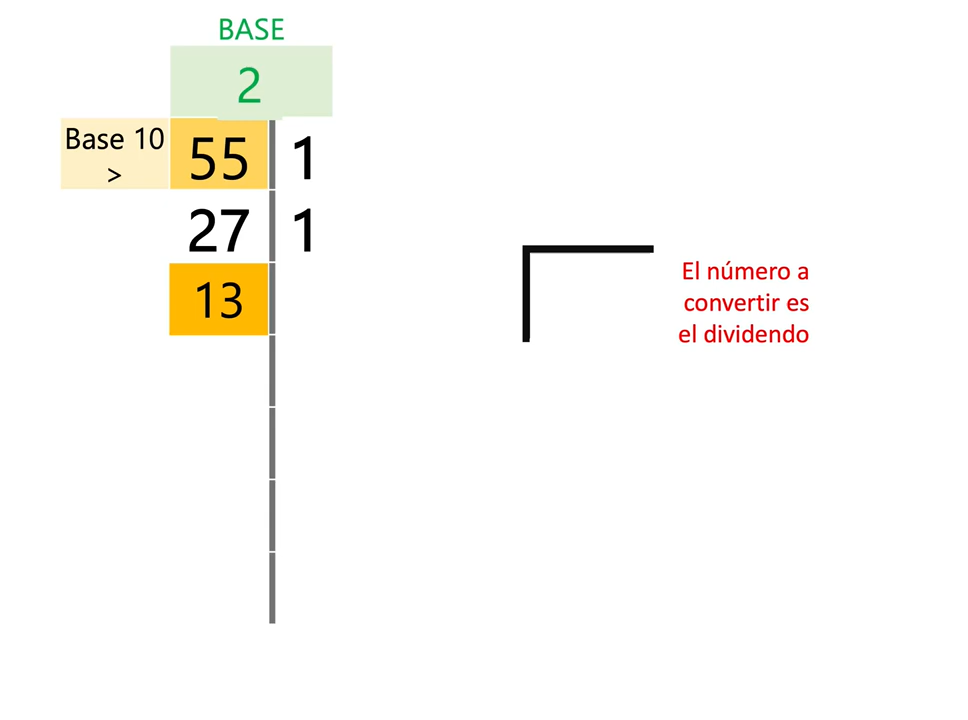 BASE
2
Base 10
>
55 1
27 1
13
El número a
convertir es
el dividendo